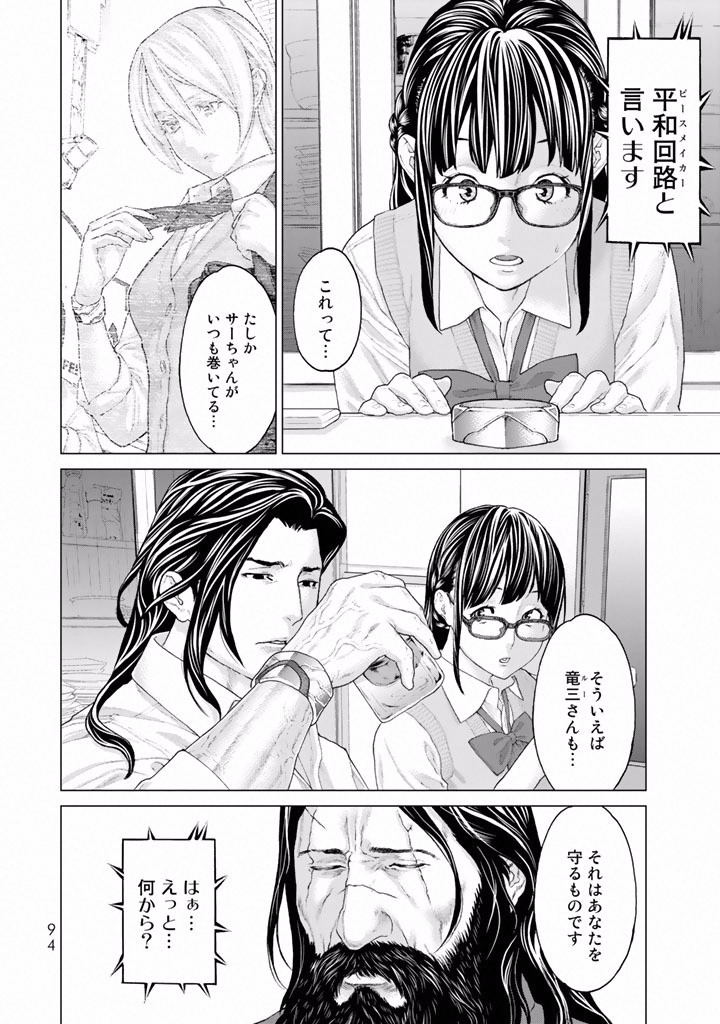 平和回路と
ピースメイカー
言います
これって…
たしか
サーちゃんが
いつも巻いてる…
そういえば
竜三さんも…
ルー
それはあなたを
守るものです
はぁ…
えっと…
何から？
94